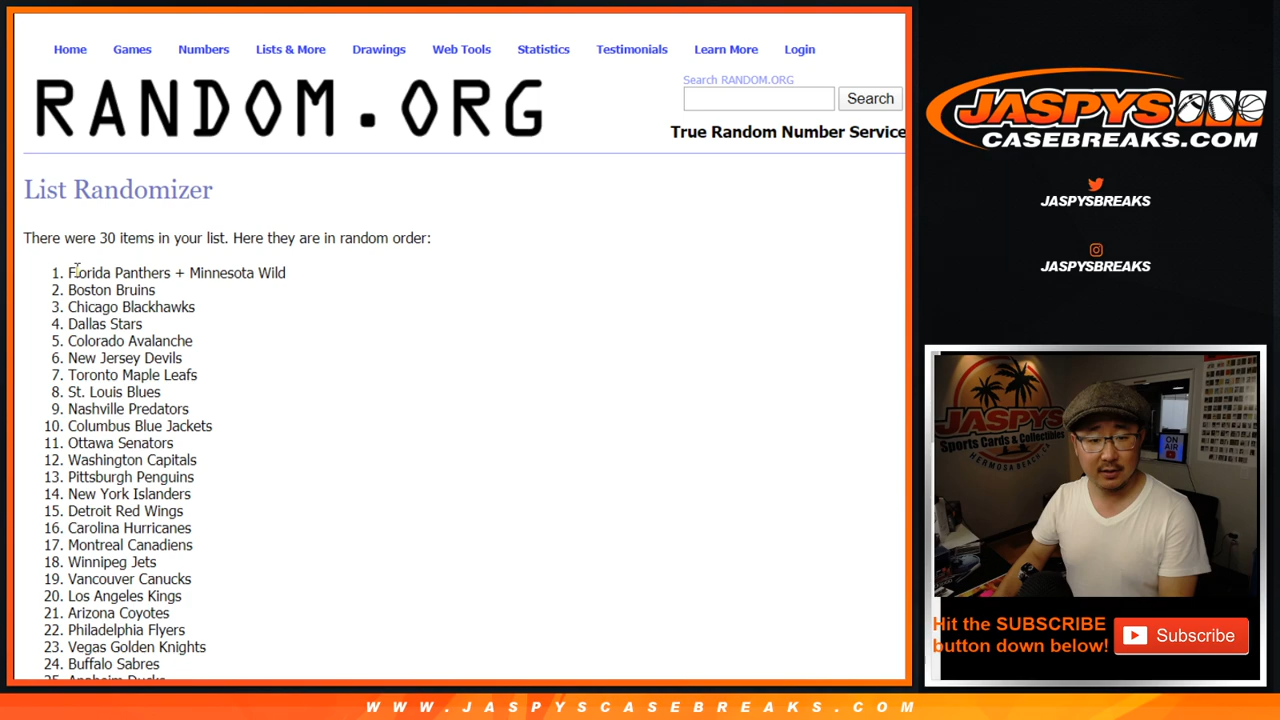 Home Games Numbers Lists & More Drawings Web Tools Statistics Testimonials Learn More Login
RANDOM.ORG
Search RANDOM.ORG
Search
True Random Number Service
List Randomizer
There were 30 items in your list. Here they are in random order:
1. Florida Panthers + Minnesota Wild
2. Boston Bruins
3. Chicago Blackhawks
4. Dallas Stars
5. Colorado Avalanche
6. New Jersey Devils
7. Toronto Maple Leafs
8. St. Louis Blues
9. Nashville Predators
10. Columbus Blue Jackets
11. Ottawa Senators
12. Washington Capitals
13. Pittsburgh Penguins
14. New York Islanders
15. Detroit Red Wings
16. Carolina Hurricanes
17. Montreal Canadiens
18. Winnipeg Jets
19. Vancouver Canucks
20. Los Angeles Kings
21. Arizona Coyotes
22. Philadelphia Flyers
23. Vegas Golden Knights
24. Buffalo Sabres
25. Anaheim Ducks
JASPYS
CASEBREAKS.COM
JASPYSBREAKS
JASPYSBREAKS
JASPYS
Sports Cards & Collectibles
HERMOSA BEACH, CA
ON AIR
Hit the SUBSCRIBE
button down below!
Subscribe
WWW.JASPYSCASEBREAKS.COM